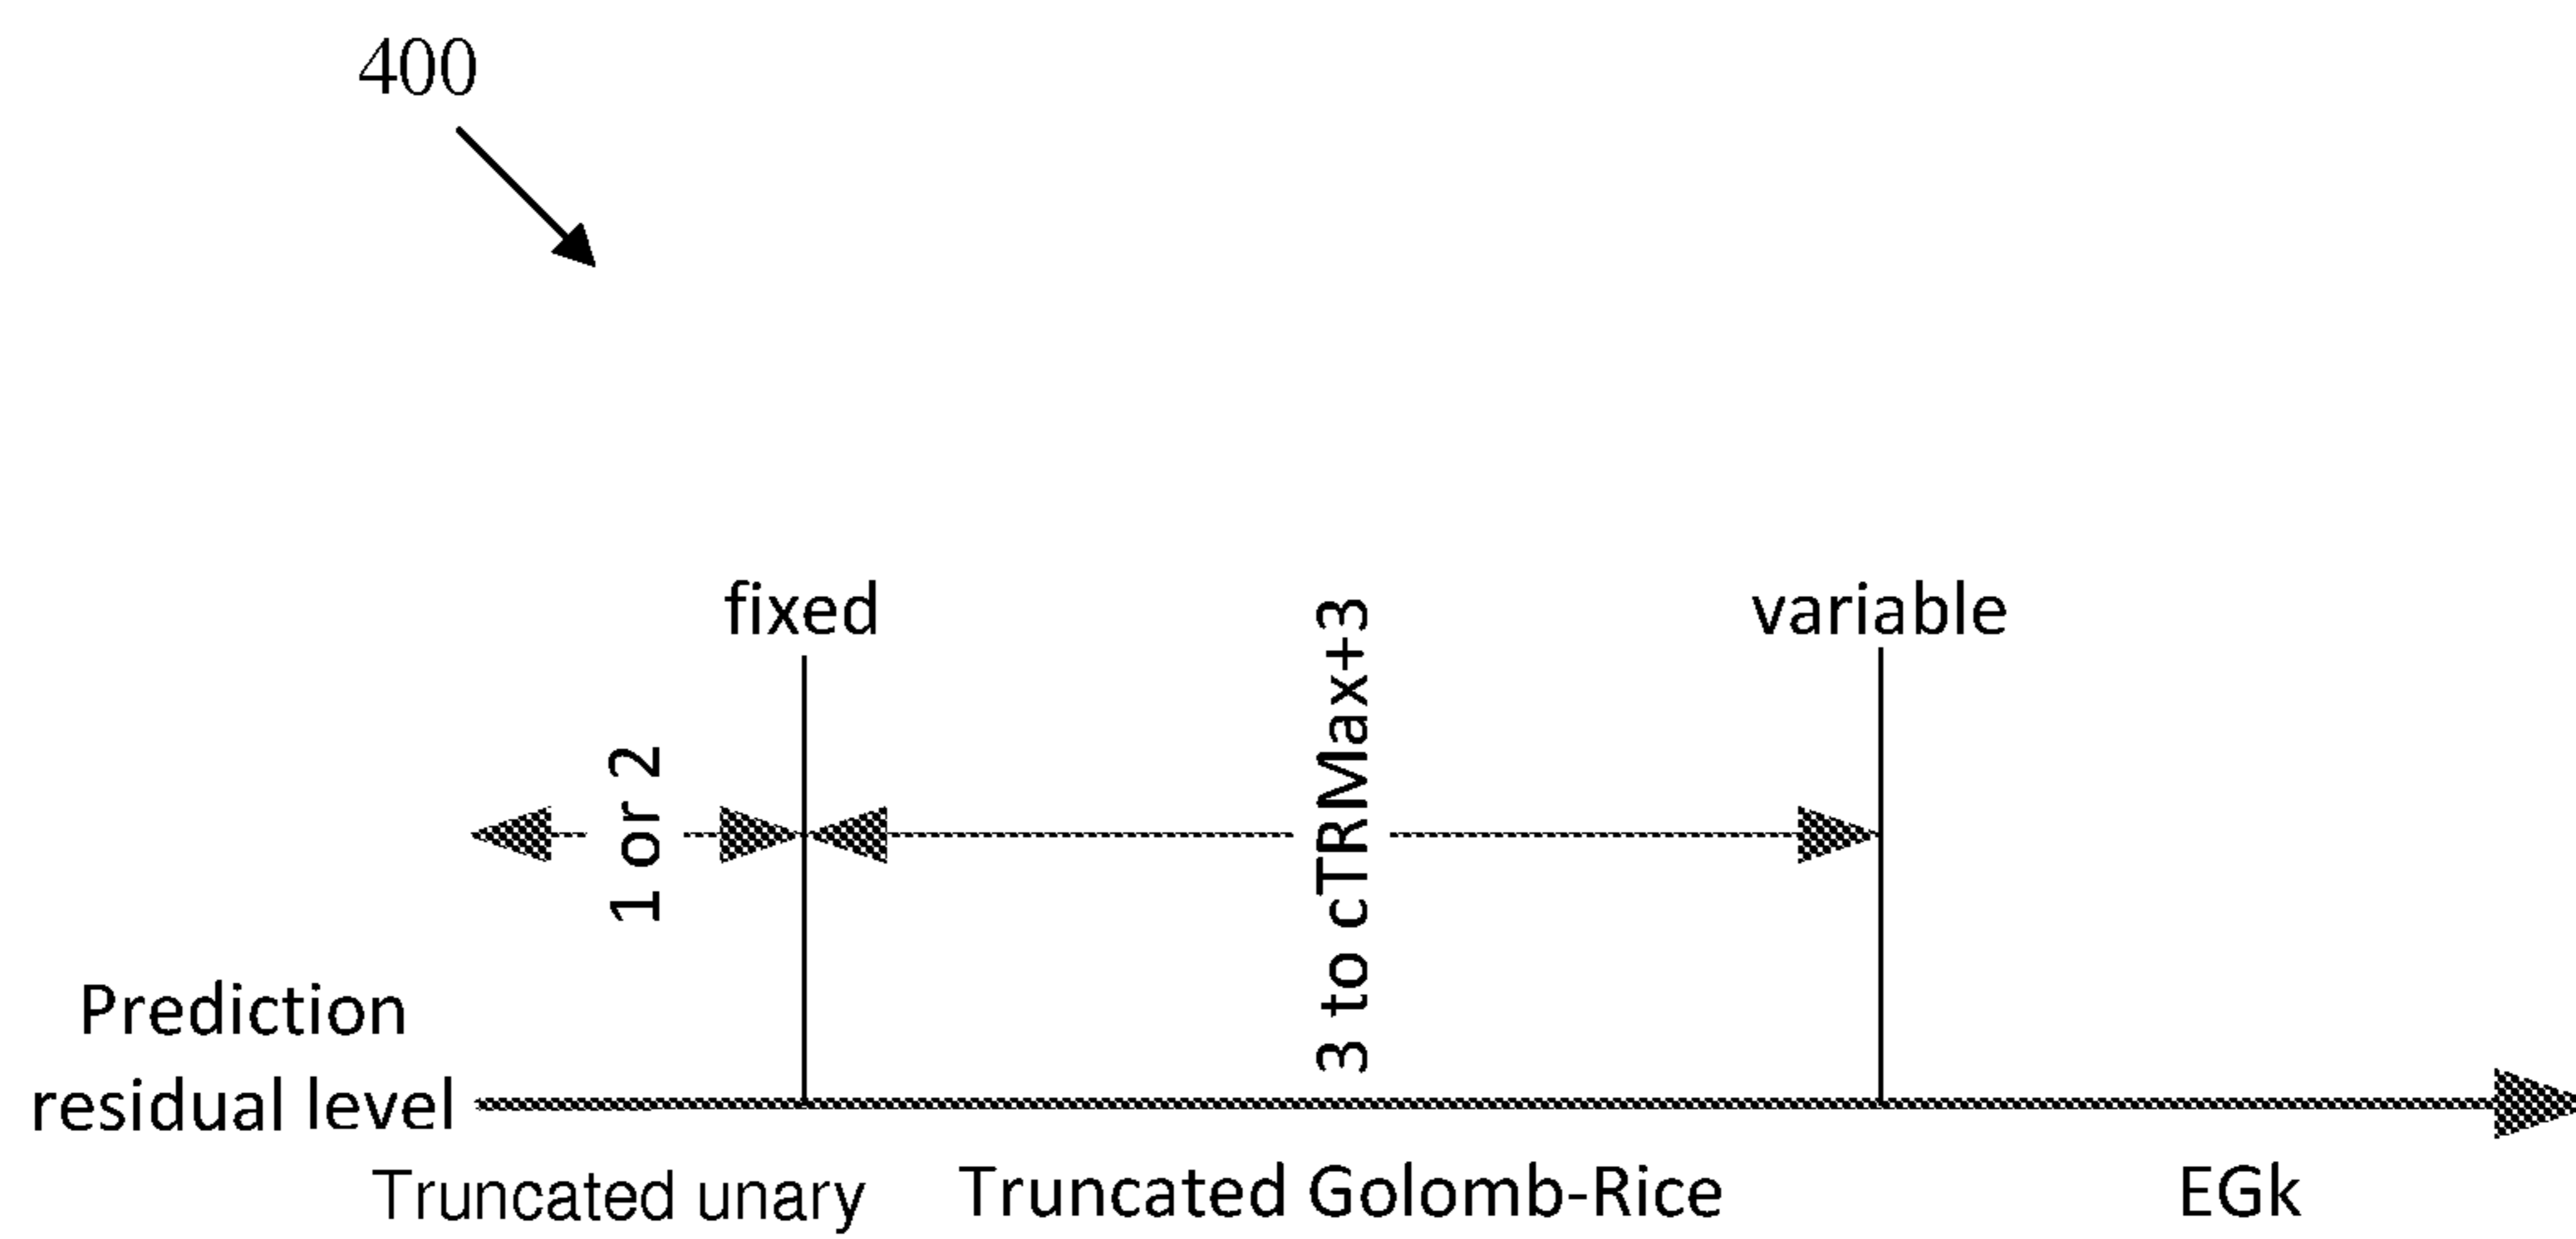 400
fixed
variable
1 or 2
3 to cTRMax+3
Prediction
residual level
Truncated unary
Truncated Golomb-Rice
EGk